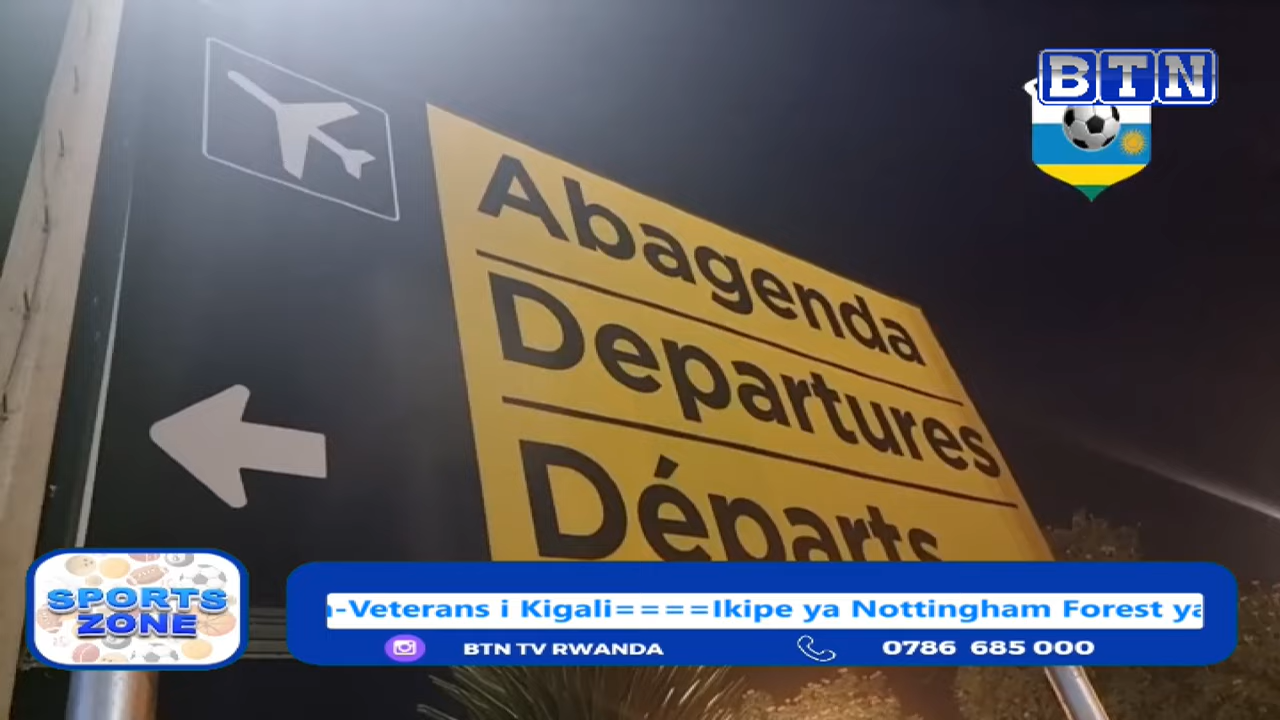 BTN
Abagenda
Departures
Départs
SPORTS
ZONE
-Veterans i Kigali====Ikipe ya Nottingham Forest ya
BTN TV RWANDA
0786 685 000